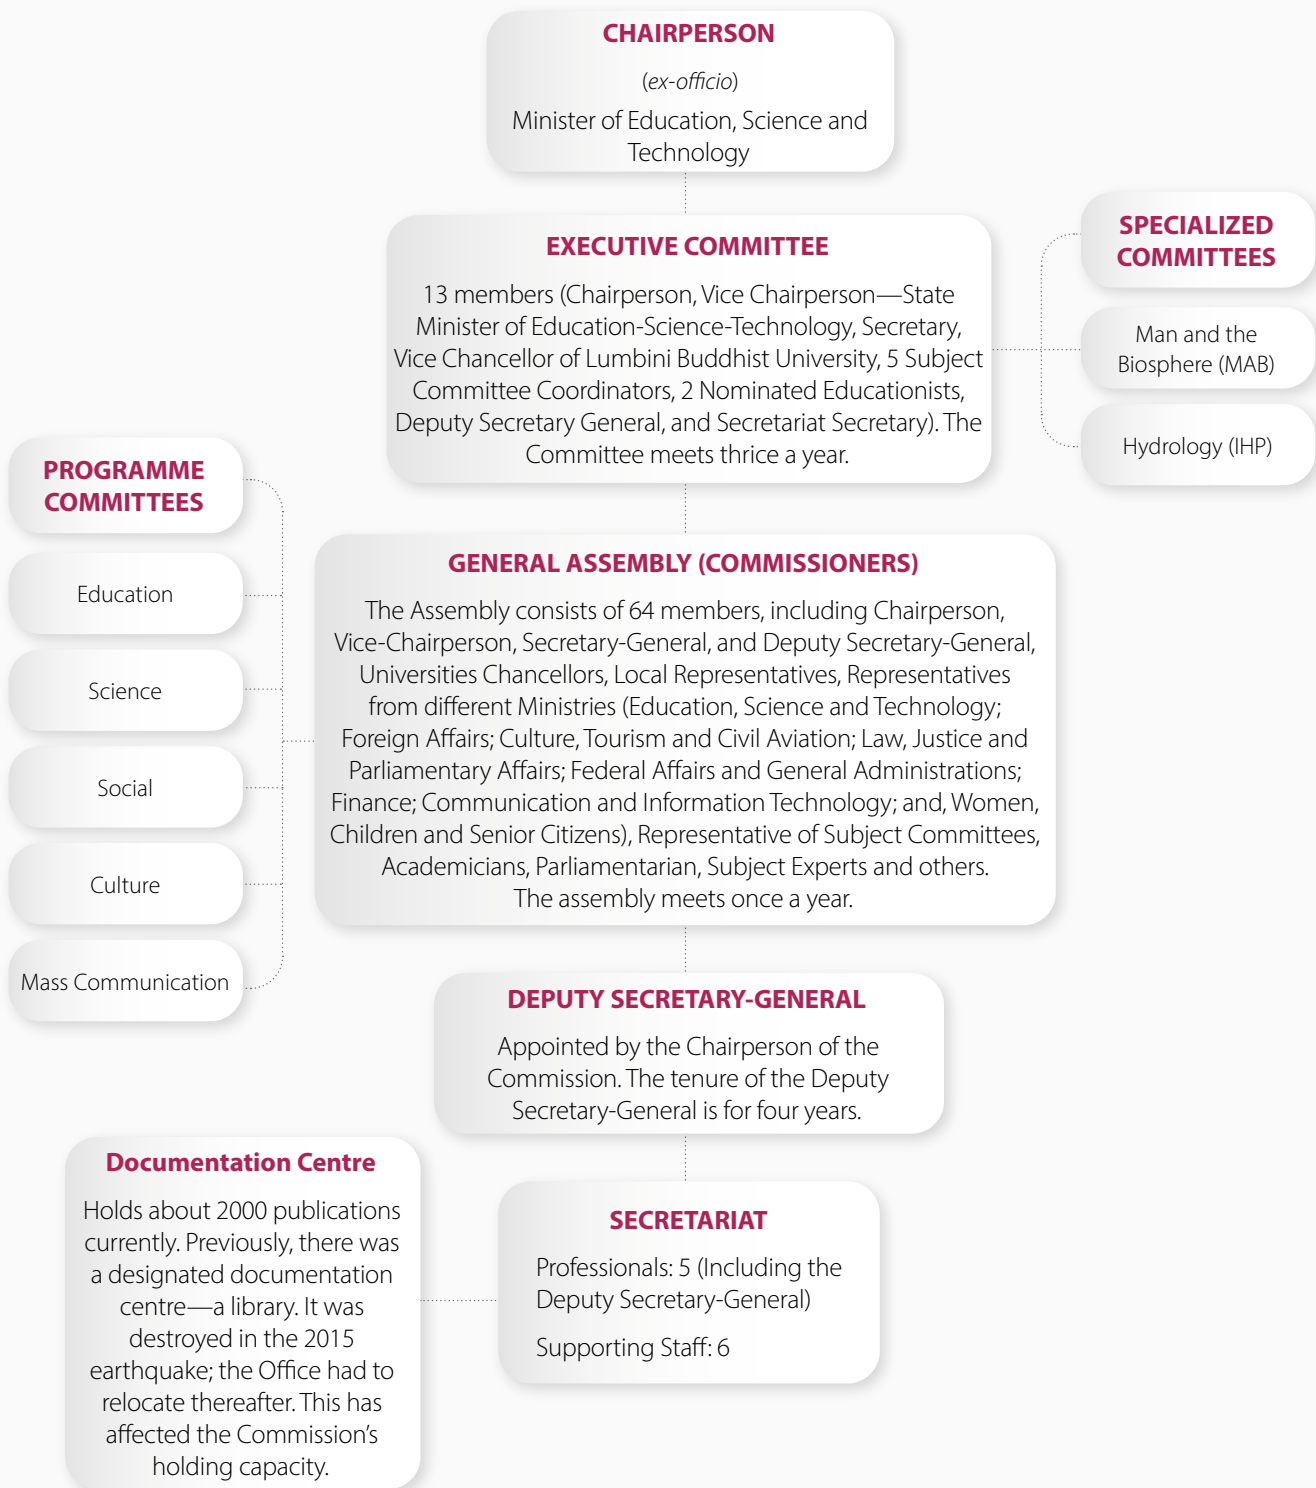 CHAIRPERSON
(ex-officio)
Minister of Education, Science and
Technology
EXECUTIVE COMMITTEE
13 members (Chairperson, Vice Chairperson—State
Minister of Education-Science-Technology, Secretary,
Vice Chancellor of Lumbini Buddhist University, 5 Subject
Committee Coordinators, 2 Nominated Educationists,
Deputy Secretary General, and Secretariat Secretary). The
Committee meets thrice a year.
SPECIALIZED
COMMITTEES
Man and the
Biosphere (MAB)
Hydrology (IHP)
PROGRAMME
COMMITTEES
Education
Science
Social
Culture
Mass Communication
GENERAL ASSEMBLY (COMMISSIONERS)
The Assembly consists of 64 members, including Chairperson,
Vice-Chairperson, Secretary-General, and Deputy Secretary-General,
Universities Chancellors, Local Representatives, Representatives
from different Ministries (Education, Science and Technology;
Foreign Affairs; Culture, Tourism and Civil Aviation; Law, Justice and
Parliamentary Affairs; Federal Affairs and General Administrations;
Finance; Communication and Information Technology; and, Women,
Children and Senior Citizens), Representative of Subject Committees,
Academicians, Parliamentarian, Subject Experts and others.
The assembly meets once a year.
DEPUTY SECRETARY-GENERAL
Appointed by the Chairperson of the
Commission. The tenure of the Deputy
Secretary-General is for four years.
Documentation Centre
Holds about 2000 publications
currently. Previously, there was
a designated documentation
centre—a library. It was
destroyed in the 2015
earthquake; the Office had to
relocate thereafter. This has
affected the Commission's
holding capacity.
SECRETARIAT
Professionals: 5 (Including the
Deputy Secretary-General)
Supporting Staff: 6